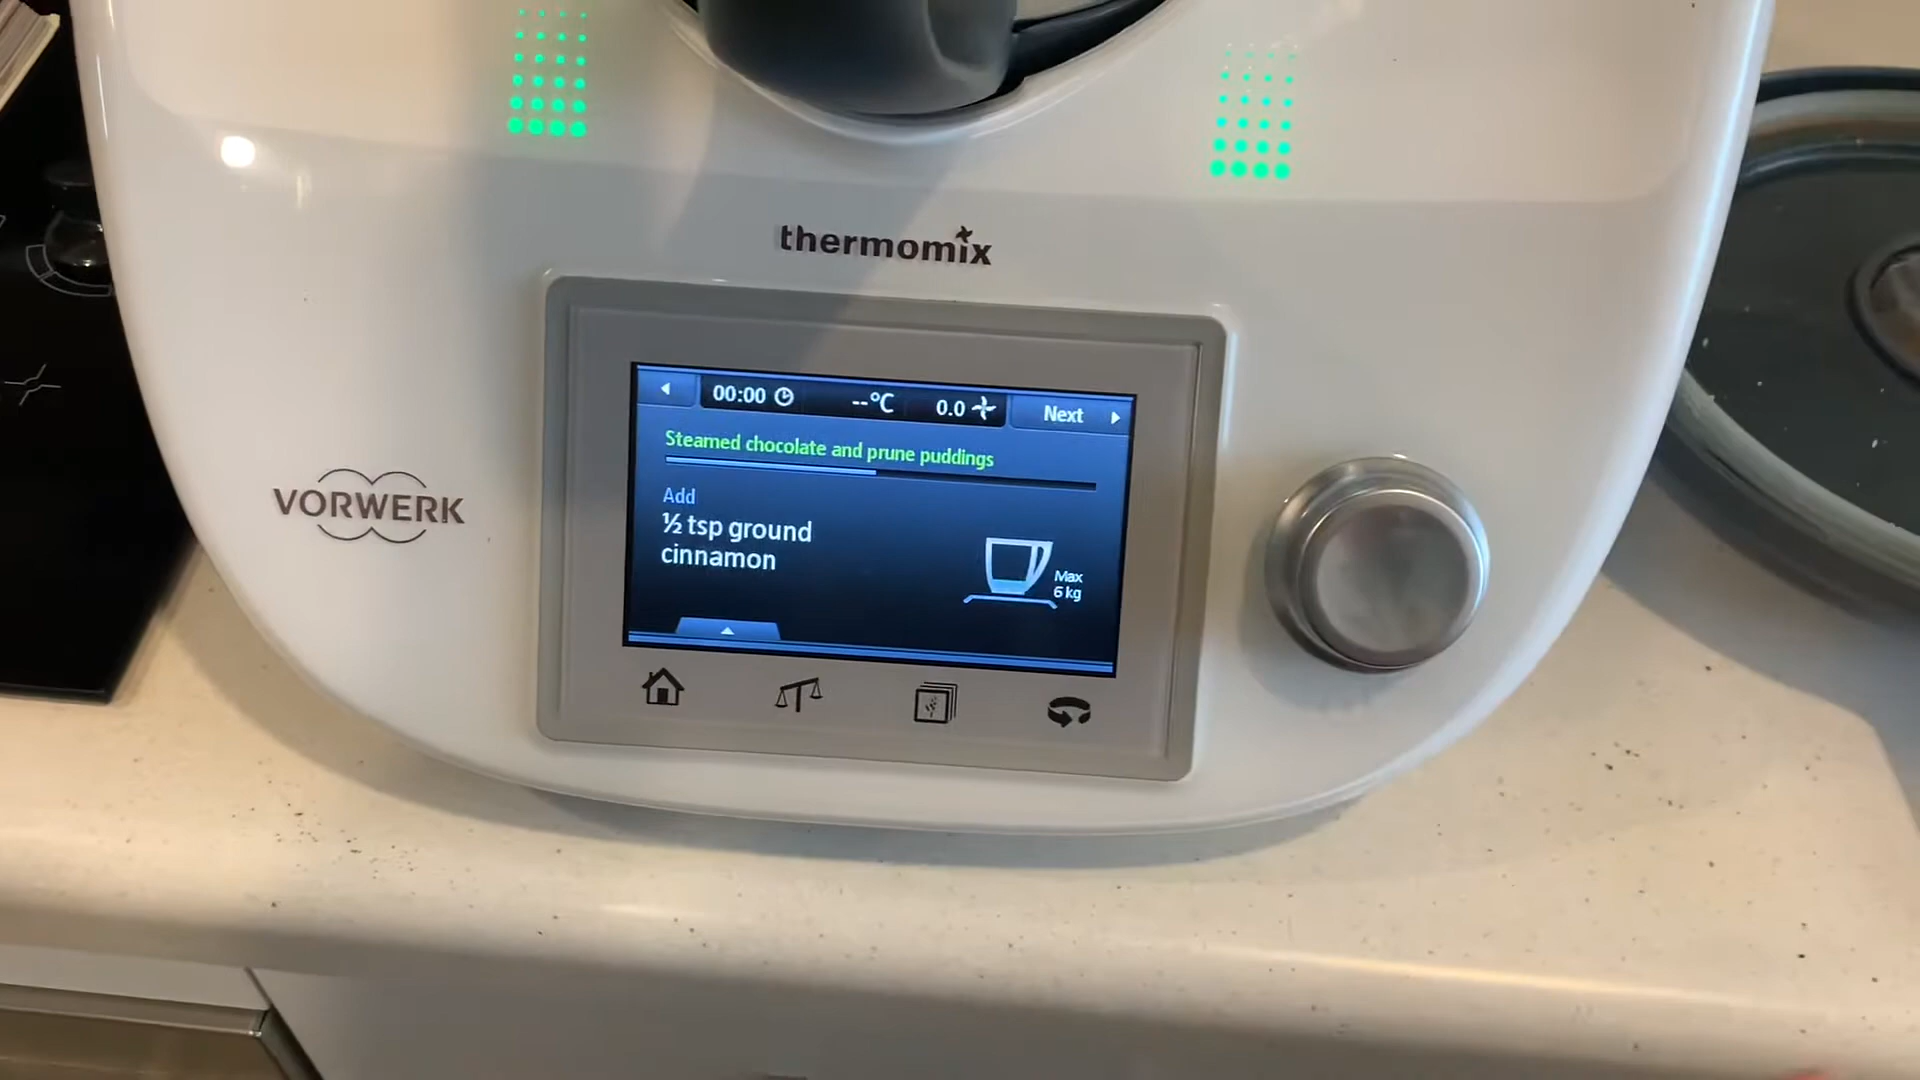 thermomix
VORWERK
00:00 --°C 0.0 Next
Steamed chocolate and prune puddings
Add
½ tsp ground
cinnamon
Max
6 kg